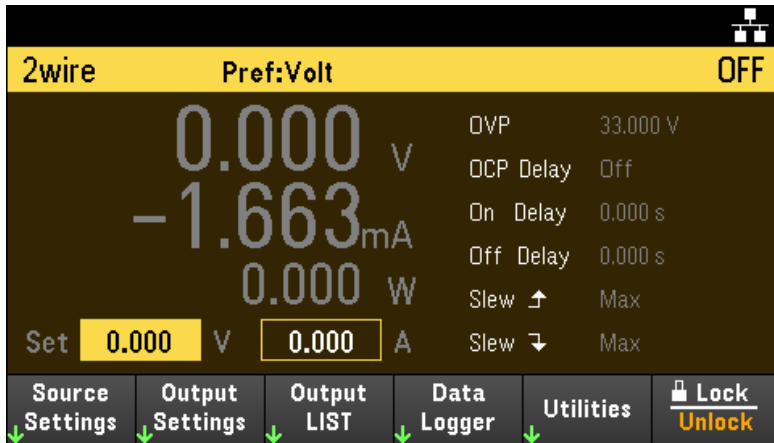 2wire Pref:Volt OFF
0.000 V
-1.663 mA
0.000 W
Set 0.000 V 0.000 A
OVP 33.000 V
OCP Delay Off
On Delay 0.000 s
Off Delay 0.000 s
Slew Max
Slew Max
Source Settings
Output Settings
Output LIST
Data Logger
Utilities
Lock
Unlock